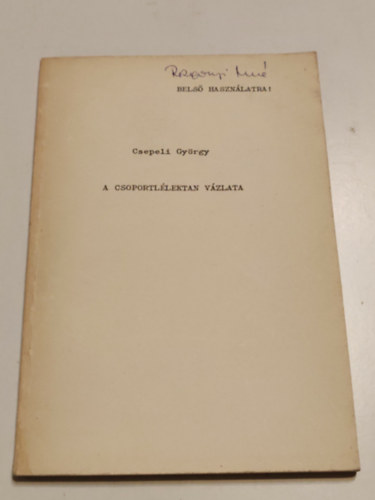 BELSŐ HASZNÁLATRA!
Csepeli György
A CSOPORTLÉLEKTAN VÁZLATA